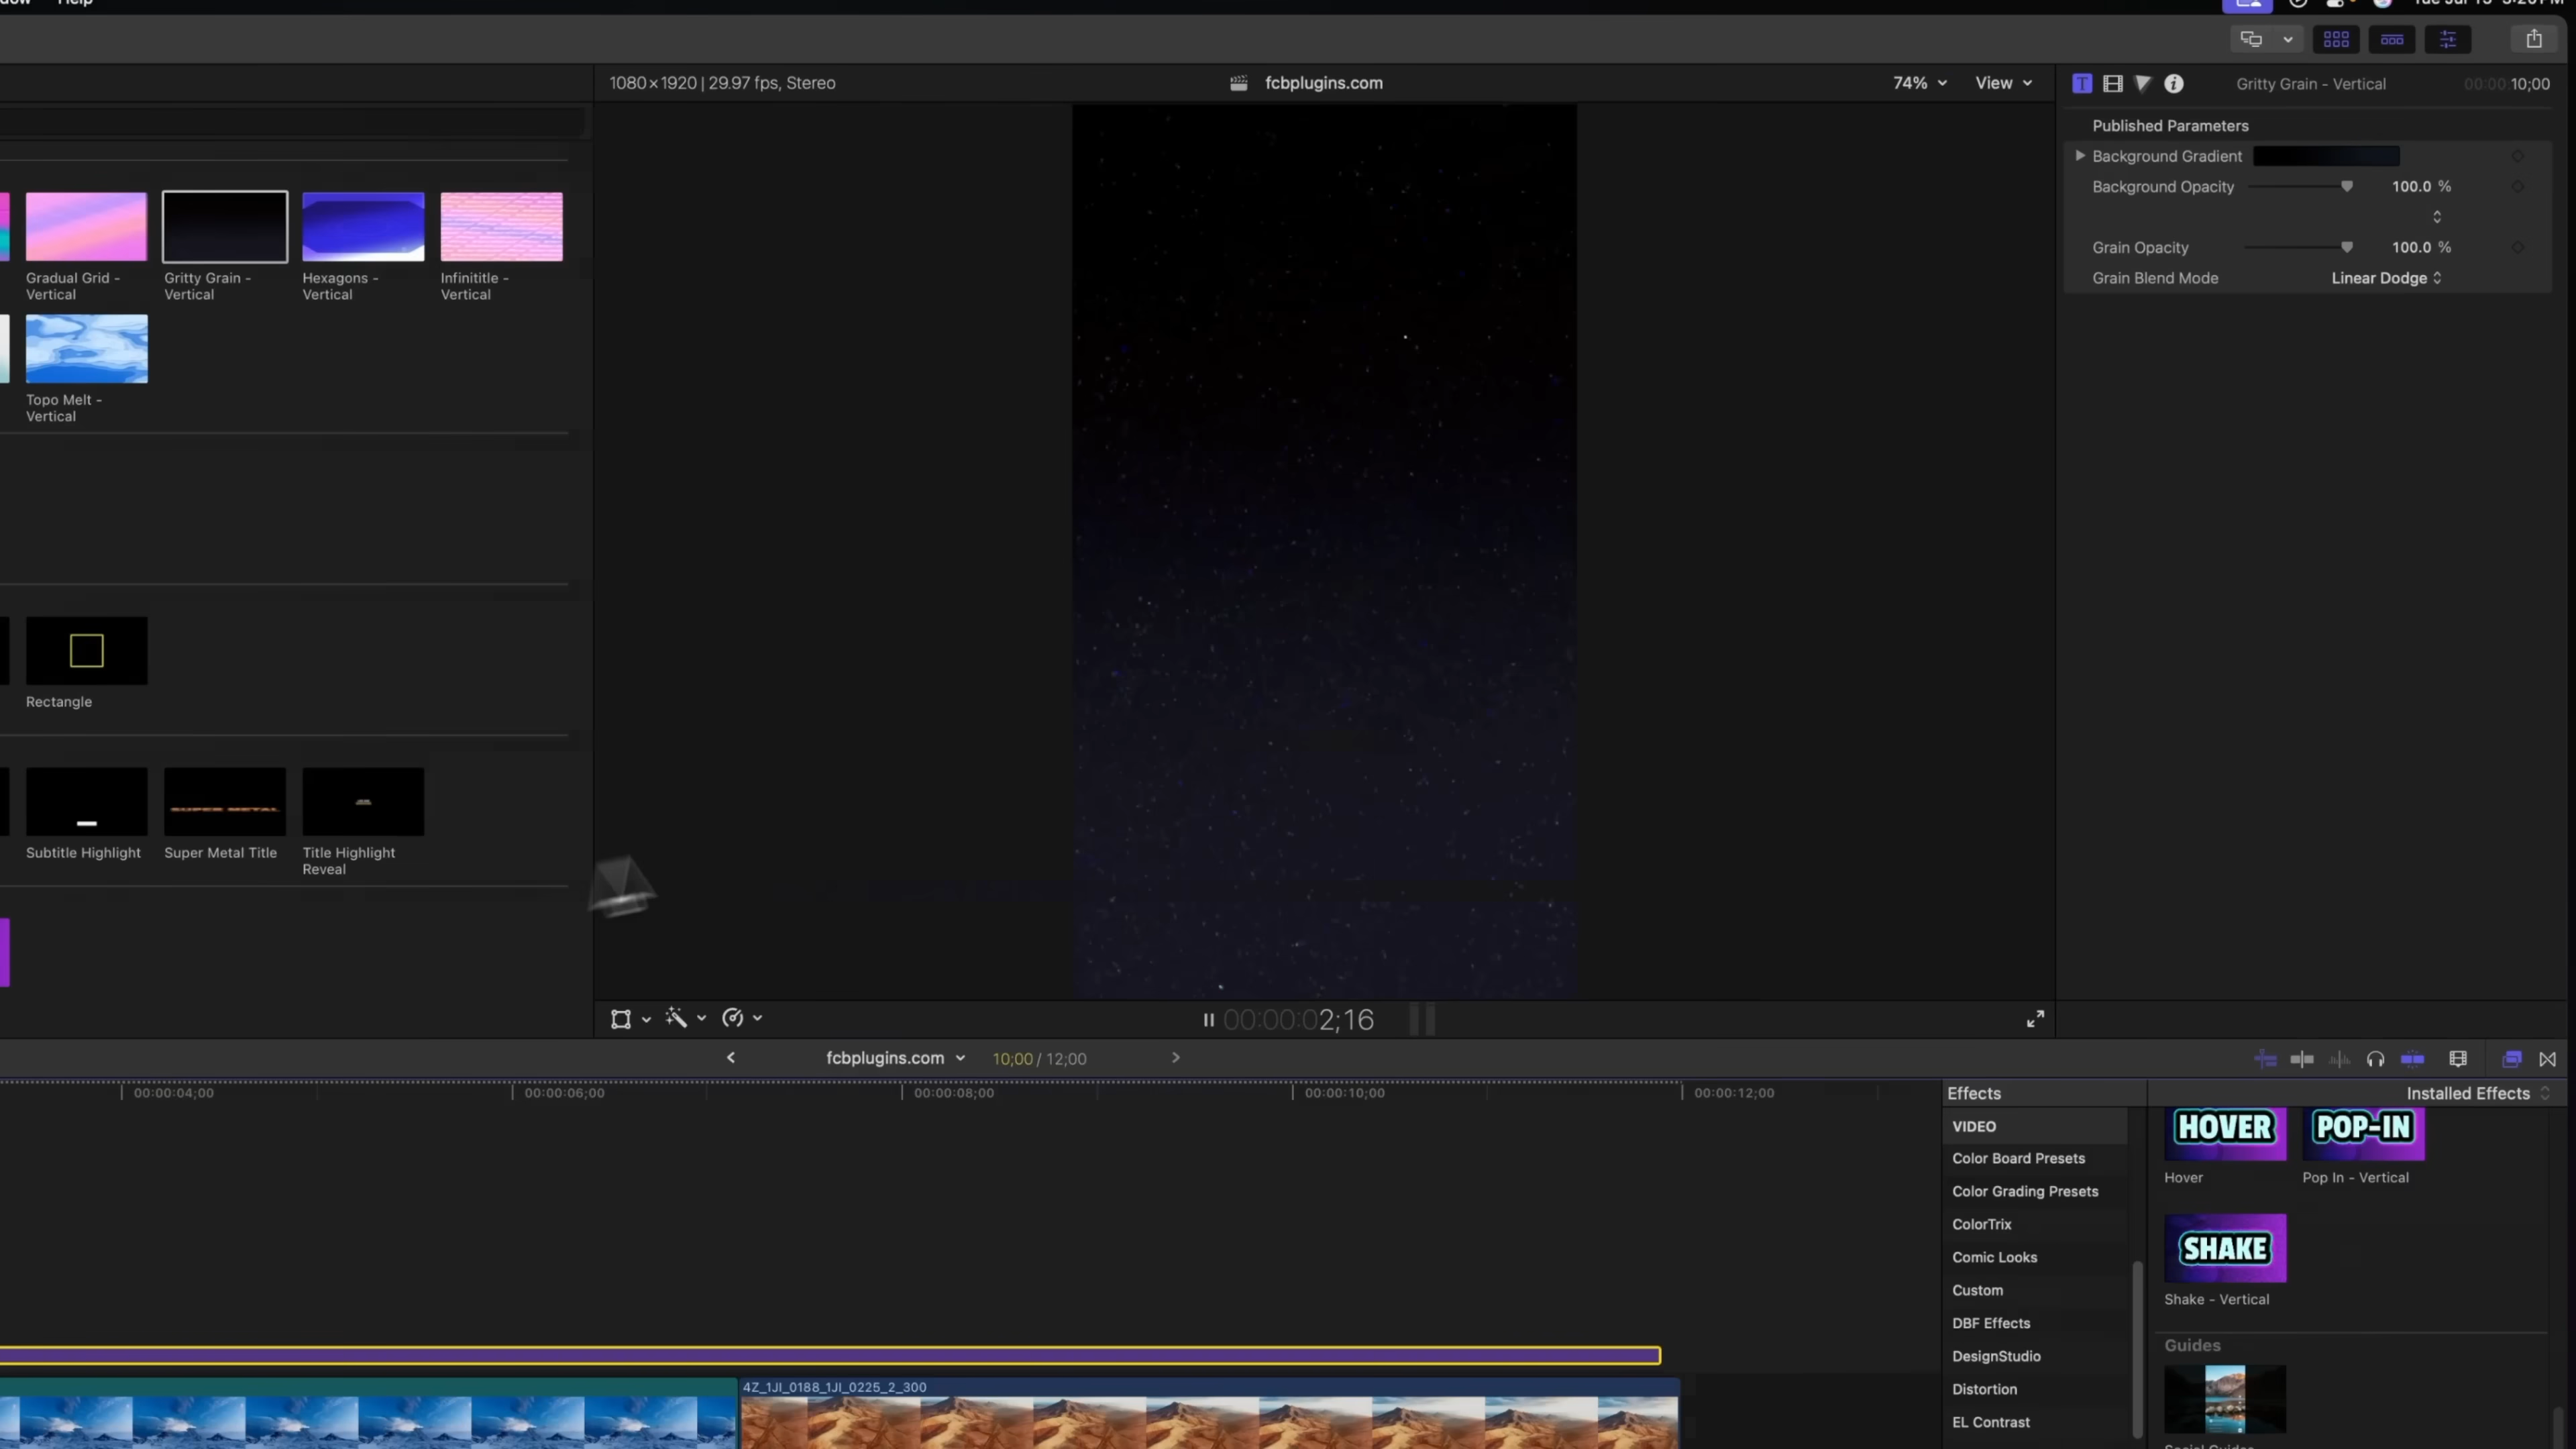 Help
1080×1920 | 29.97 fps, Stereo
fcbplugins.com
74%
View
Gritty Grain - Vertical
00:00:10;00
Published Parameters
Background Gradient
Background Opacity
100.0 %
Grain Opacity
100.0 %
Grain Blend Mode
Linear Dodge
Gradual Grid -
Vertical
Gritty Grain -
Vertical
Hexagons -
Vertical
Infinititle -
Vertical
Topo Melt -
Vertical
Rectangle
SUPER METAL
Subtitle Highlight
Super Metal Title
Title Highlight
Reveal
00:00:02;16
fcbplugins.com
10;00 / 12;00
00:00:04;00
00:00:06;00
00:00:08;00
00:00:10;00
00:00:12;00
4Z_1JI_0188_1JI_0225_2_300
Effects
Installed Effects
VIDEO
Color Board Presets
Color Grading Presets
ColorTrix
Comic Looks
Custom
DBF Effects
DesignStudio
Distortion
EL Contrast
HOVER
POP-IN
Hover
Pop In - Vertical
SHAKE
Shake - Vertical
Guides